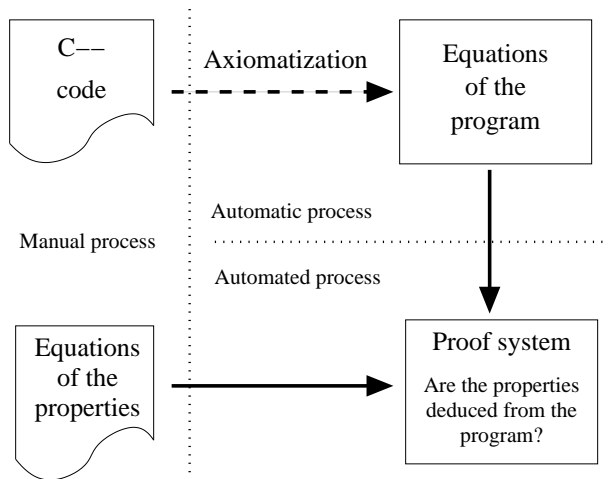 C−−
code
Axiomatization
Equations
of the
program
Automatic process
Manual process
Automated process
Equations
of the
properties
Proof system
Are the properties
deduced from the
program?